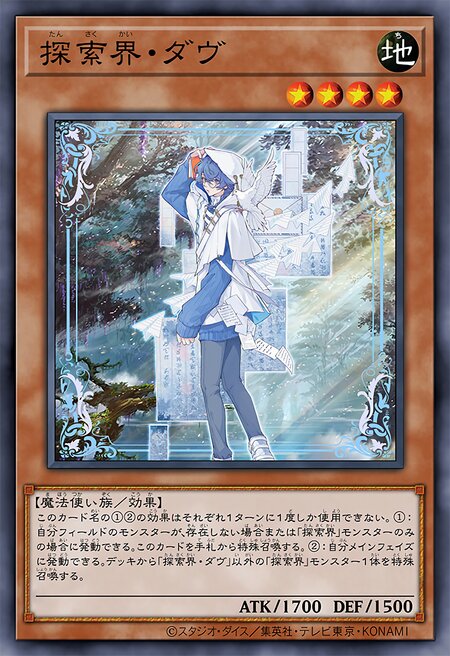 探索界・ダヴ
地
【魔法使い族／効果】
このカード名の①②の効果はそれぞれ1ターンに1度しか使用できない。①：
自分フィールドのモンスターが、存在しない場合または「探索界」モンスターのみ
の場合に発動できる。このカードを手札から特殊召喚する。②：自分メインフェイズ
に発動できる。デッキから「探索界・ダヴ」以外の「探索界」モンスター1体を特殊
召喚する。
ATK/1700 DEF/1500
©スタジオ・ダイス／集英社・テレビ東京・KONAMI